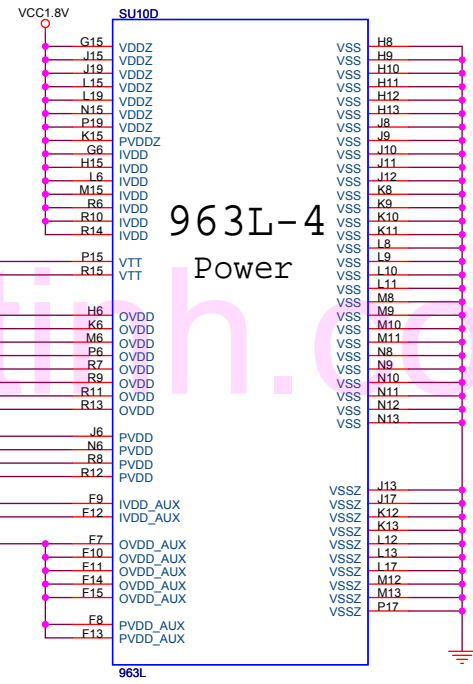 VCC1.8V
SU10D
G15 VDDZ VSS H8
J15 VDDZ VSS H9
J19 VDDZ VSS H10
L15 VDDZ VSS H11
L19 VDDZ VSS H12
N15 VDDZ VSS H13
P19 VDDZ VSS J8
K15 PVDDZ VSS J9
G6 IVDD VSS J10
H15 IVDD VSS J11
L6 IVDD VSS J12
M15 IVDD VSS K8
R6 IVDD VSS K9
R10 IVDD VSS K10
R14 IVDD VSS K11
963L-4
VSS L8
P15 VTT VSS L9
R15 VTT VSS L10
Power
VSS L11
VSS M8
H6 OVDD VSS M9
K6 OVDD VSS M10
M6 OVDD VSS M11
P6 OVDD VSS N8
R7 OVDD VSS N9
R9 OVDD VSS N10
R11 OVDD VSS N11
R13 OVDD VSS N12
VSS N13
J6 PVDD
N6 PVDD
R8 PVDD
R12 PVDD
VSSZ J13
F9 IVDD_AUX VSSZ J17
F12 IVDD_AUX VSSZ K12
VSSZ K13
F7 OVDD_AUX VSSZ L12
F10 OVDD_AUX VSSZ L13
F11 OVDD_AUX VSSZ L17
F14 OVDD_AUX VSSZ M12
F15 OVDD_AUX VSSZ M13
VSSZ P17
F8 PVDD_AUX
F13 PVDD_AUX
963L
tinh.co